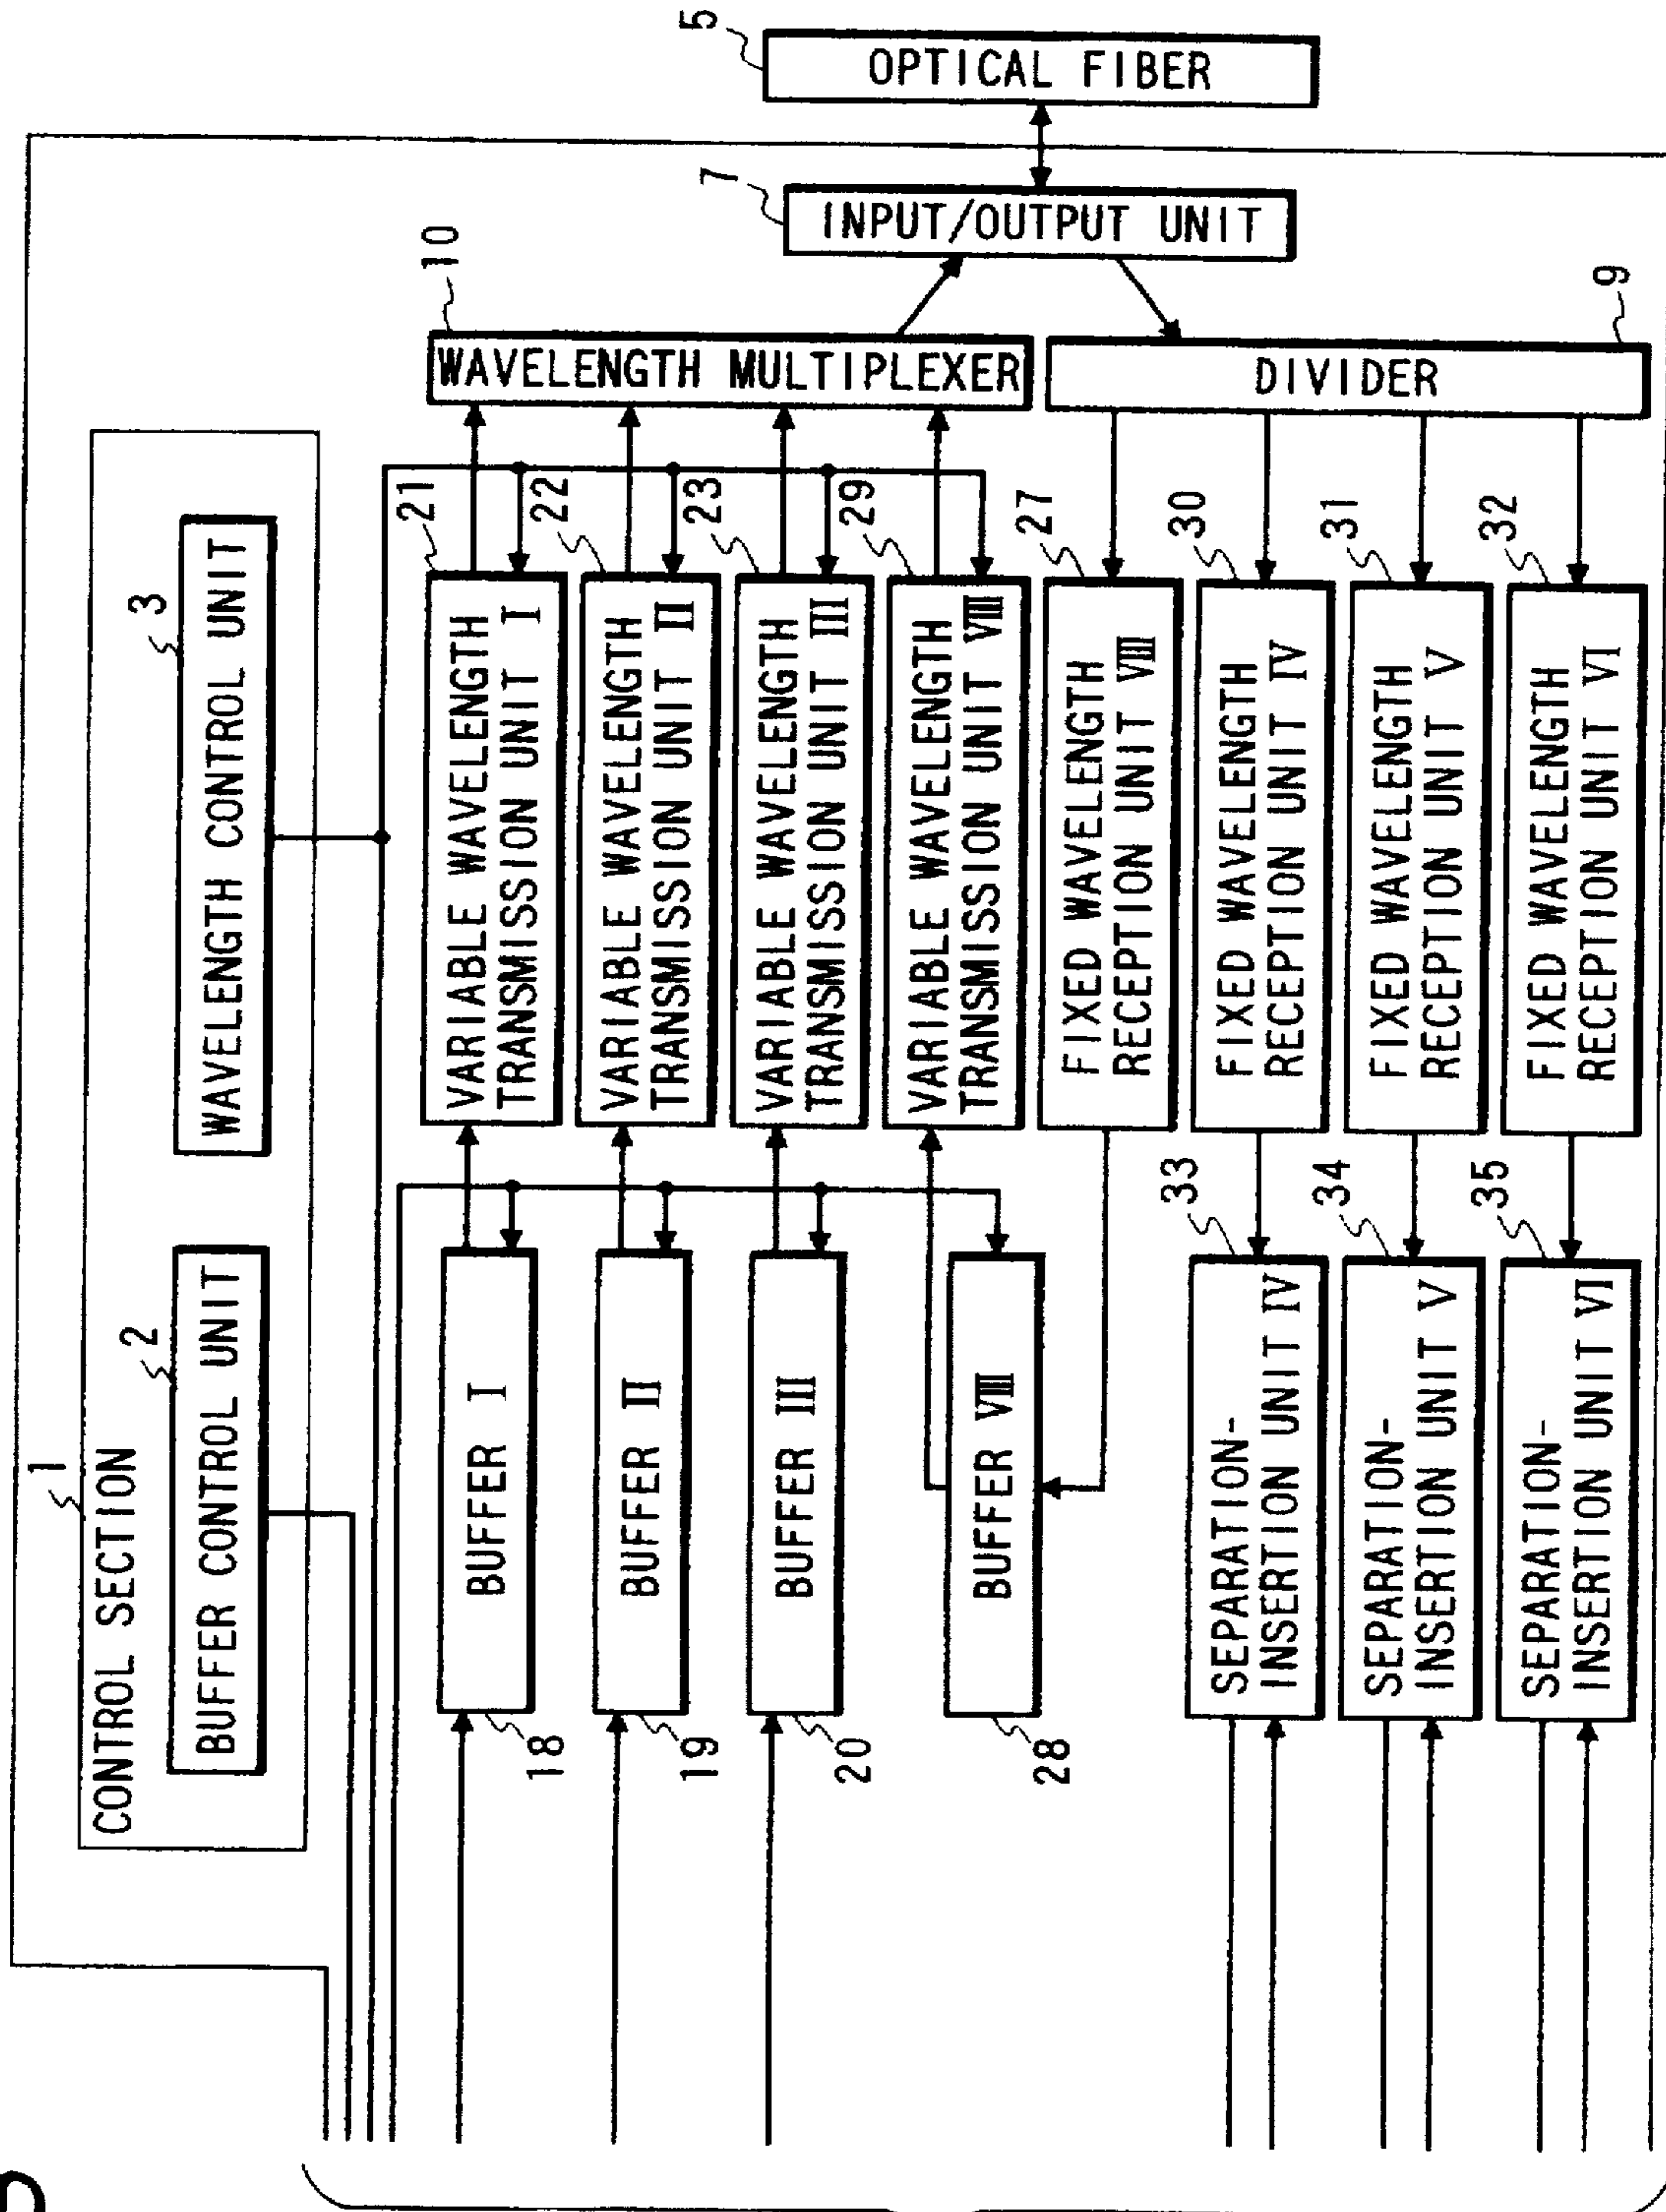 1
CONTROL SECTION
2
BUFFER CONTROL UNIT
3
WAVELENGTH CONTROL UNIT
BUFFER I
18
BUFFER II
19
BUFFER III
20
BUFFER VIII
28
21
VARIABLE WAVELENGTH
TRANSMISSION UNIT I
22
VARIABLE WAVELENGTH
TRANSMISSION UNIT II
23
VARIABLE WAVELENGTH
TRANSMISSION UNIT III
29
VARIABLE WAVELENGTH
TRANSMISSION UNIT VIII
27
FIXED WAVELENGTH
RECEPTION UNIT VIII
30
FIXED WAVELENGTH
RECEPTION UNIT IV
31
FIXED WAVELENGTH
RECEPTION UNIT V
32
FIXED WAVELENGTH
RECEPTION UNIT VI
33
SEPARATION-
INSERTION UNIT IV
34
SEPARATION-
INSERTION UNIT V
35
SEPARATION-
INSERTION UNIT VI
10
WAVELENGTH MULTIPLEXER
9
DIVIDER
7
INPUT/OUTPUT UNIT
5
OPTICAL FIBER